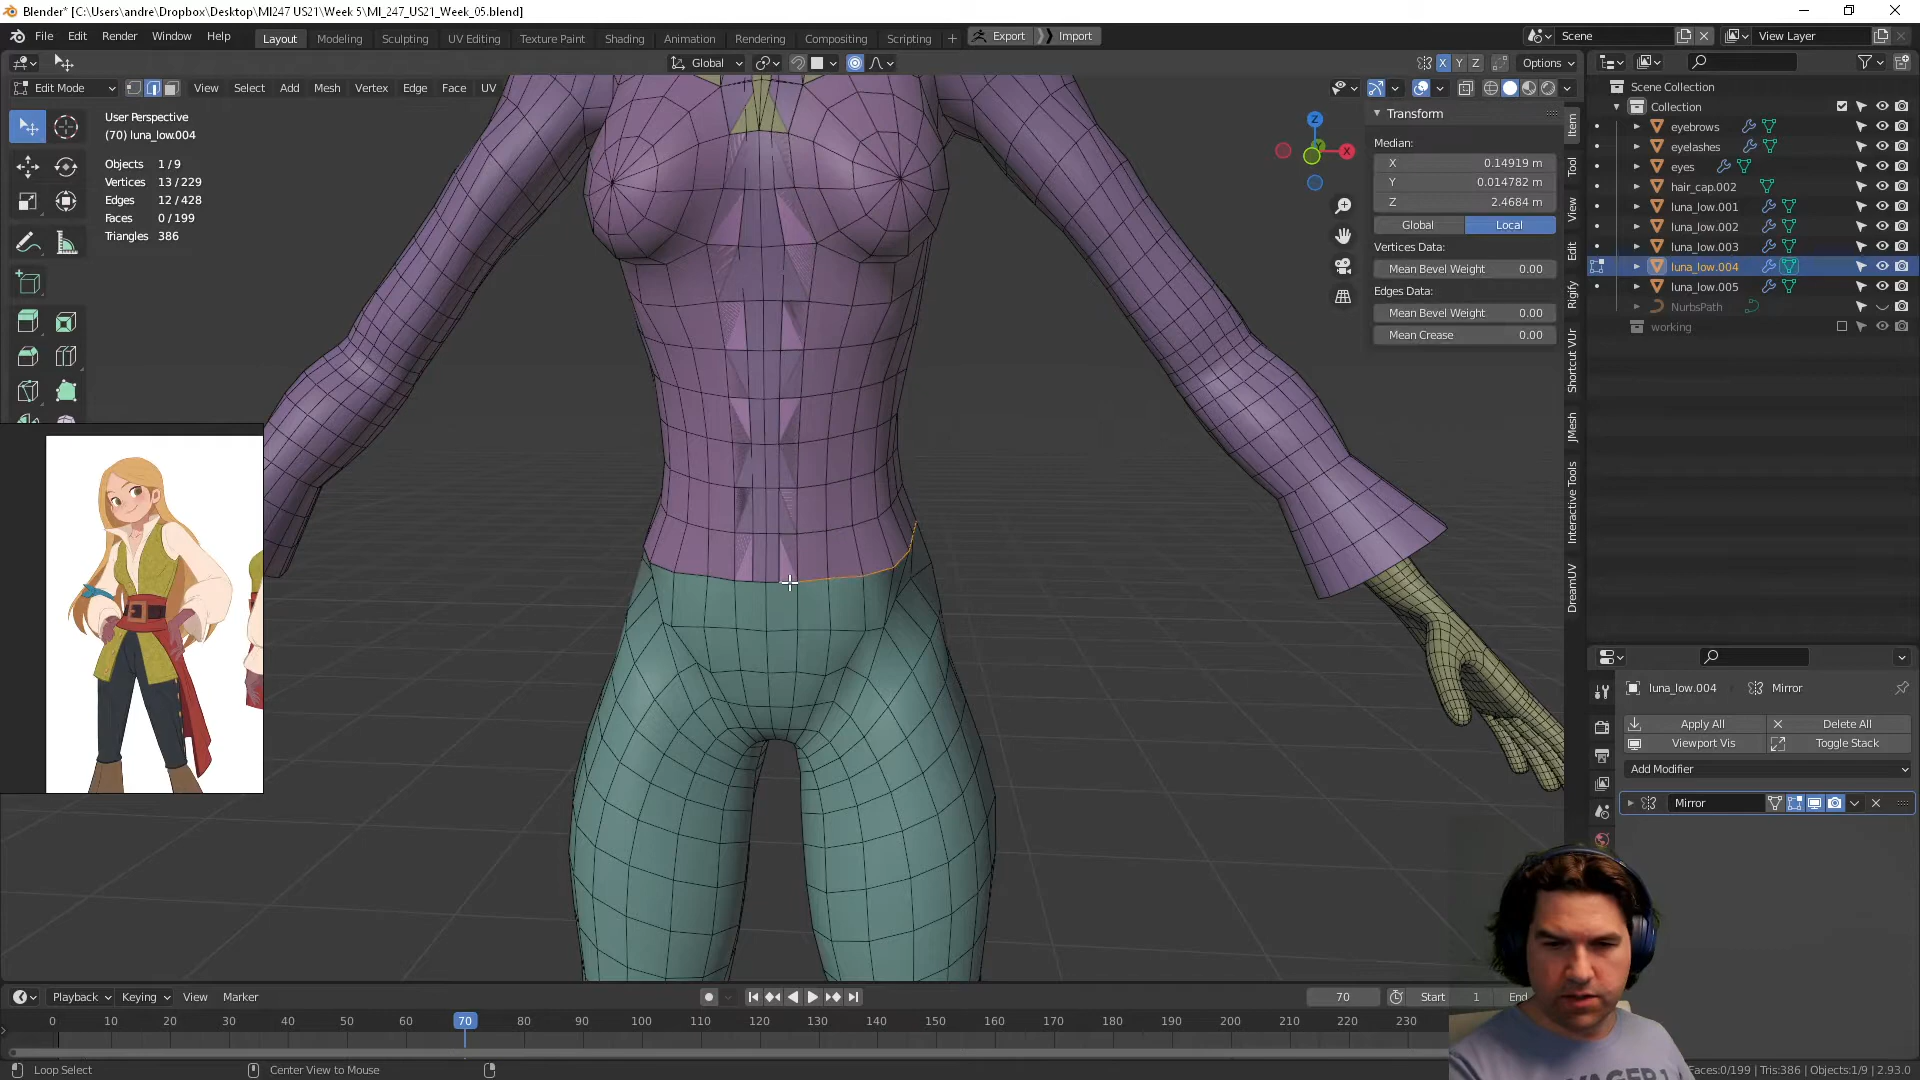 Blender* [C:\Users\andre\Dropbox\Desktop\MI247 US21\Week 5\MI_247_US21_Week_05.blend]
File Edit Render Window Help Layout Modeling Sculpting UV Editing Texture Paint Shading Animation Rendering Compositing Scripting + Export Import Scene View Layer
Global Options X Y Z
Edit Mode View Select Add Mesh Vertex Edge Face UV
User Perspective
(70) luna_low.004
Objects 1 / 9
Vertices 13 / 229
Edges 12 / 428
Faces 0 / 199
Triangles 386
Z
Y
X
Transform
Median:
X 0.14919 m
Y 0.014782 m
Z 2.4684 m
Global Local
Vertices Data:
Mean Bevel Weight 0.00
Edges Data:
Mean Bevel Weight 0.00
Mean Crease 0.00
Item
Tool
View
Edit
Rigify
Shortcut VUr
JMesh
Interactive Tools
DreamUV
Scene Collection
Collection
eyebrows
eyelashes
eyes
hair_cap.002
luna_low.001
luna_low.002
luna_low.003
luna_low.004
luna_low.005
NurbsPath
working
luna_low.004 Mirror
Apply All Delete All
Viewport Vis Toggle Stack
Add Modifier
Mirror
Playback Keying View Marker 70 Start 1 End
0 10 20 30 40 50 60 70 80 90 100 110 120 130 140 150 160 170 180 190 200 210 220 230
Loop Select Center View to Mouse Faces:0/199 | Tris:386 | Objects:1/9 | 2.93.0